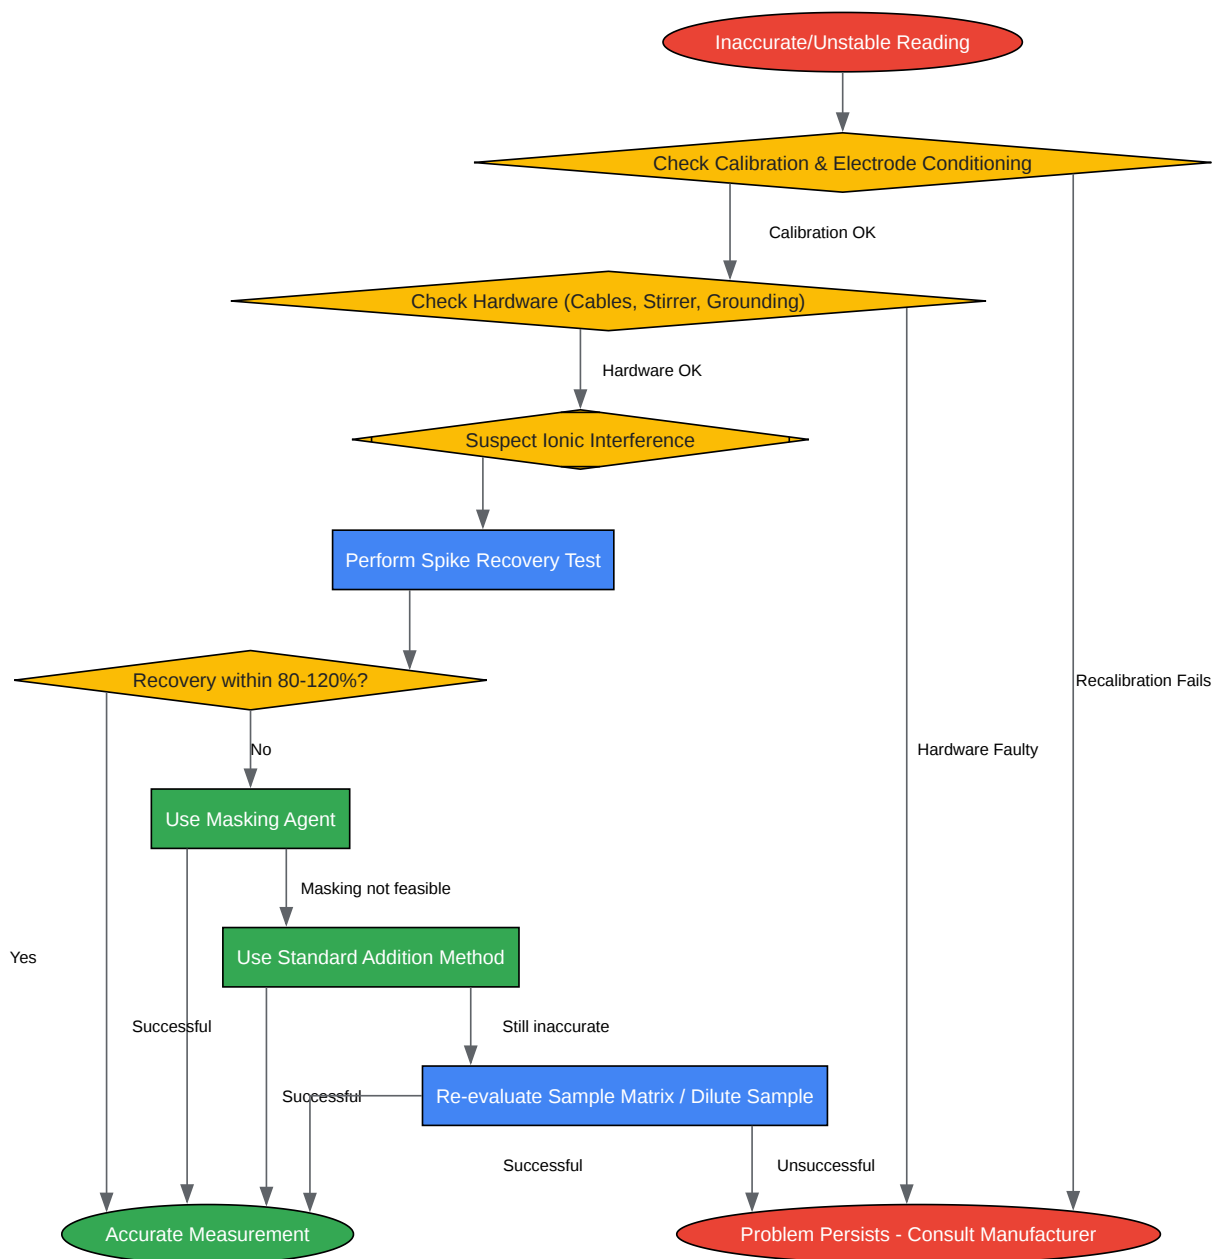 Inaccurate/Unstable Reading
Check Calibration & Electrode Conditioning
Calibration OK
Check Hardware (Cables, Stirrer, Grounding)
Hardware OK
Suspect Ionic Interference
Perform Spike Recovery Test
Recovery within 80-120%?
Recalibration Fails
No
Hardware Faulty
Use Masking Agent
Masking not feasible
Yes
Use Standard Addition Method
Successful
Still inaccurate
Successful
Re-evaluate Sample Matrix / Dilute Sample
Successful
Unsuccessful
Accurate Measurement
Problem Persists - Consult Manufacturer